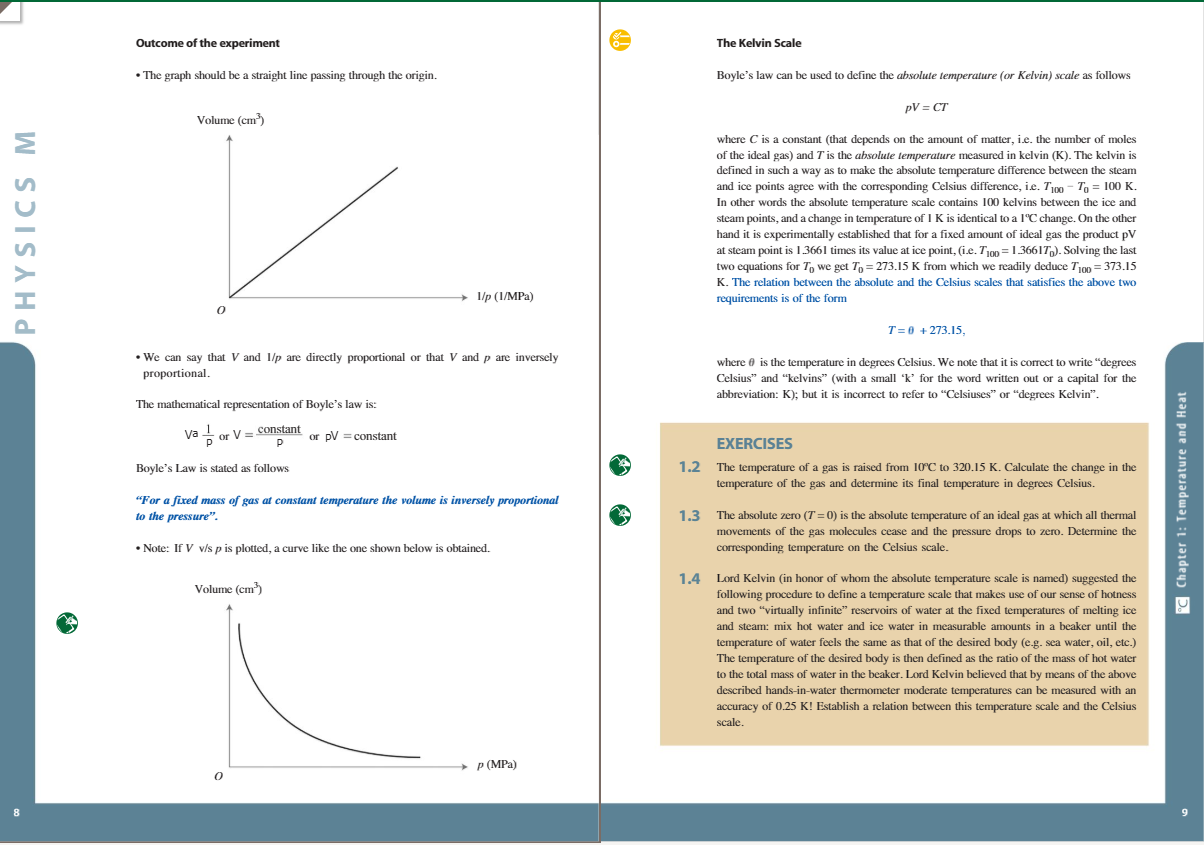 PHYSICS M
Outcome of the experiment
• The graph should be a straight line passing through the origin.
Volume (cm³)
1/p (1/MPa)
O
• We can say that V and 1/p are directly proportional or that V and p are inversely
proportional.
The mathematical representation of Boyle’s law is:
Va 1/p or V = constant/p or pV = constant
Boyle’s Law is stated as follows
“For a fixed mass of gas at constant temperature the volume is inversely proportional
to the pressure”.
• Note: If V v/s p is plotted, a curve like the one shown below is obtained.
Volume (cm³)
p (MPa)
O
8
The Kelvin Scale
Boyle’s law can be used to define the absolute temperature (or Kelvin) scale as follows
pV = CT
where C is a constant (that depends on the amount of matter, i.e. the number of moles
of the ideal gas) and T is the absolute temperature measured in kelvin (K). The kelvin is
defined in such a way as to make the absolute temperature difference between the steam
and ice points agree with the corresponding Celsius difference, i.e. T₁₀₀ − T₀ = 100 K.
In other words the absolute temperature scale contains 100 kelvins between the ice and
steam points, and a change in temperature of 1 K is identical to a 1ºC change. On the other
hand it is experimentally established that for a fixed amount of ideal gas the product pV
at steam point is 1.3661 times its value at ice point, (i.e. T₁₀₀ = 1.3661T₀). Solving the last
two equations for T₀ we get T₀ = 273.15 K from which we readily deduce T₁₀₀ = 373.15
K. The relation between the absolute and the Celsius scales that satisfies the above two
requirements is of the form
T = θ + 273.15,
where θ is the temperature in degrees Celsius. We note that it is correct to write “degrees
Celsius” and “kelvins” (with a small ‘k’ for the word written out or a capital for the
abbreviation: K); but it is incorrect to refer to “Celsiuses” or “degrees Kelvin”.
EXERCISES
1.2 The temperature of a gas is raised from 10ºC to 320.15 K. Calculate the change in the
temperature of the gas and determine its final temperature in degrees Celsius.
1.3 The absolute zero (T = 0) is the absolute temperature of an ideal gas at which all thermal
movements of the gas molecules cease and the pressure drops to zero. Determine the
corresponding temperature on the Celsius scale.
1.4 Lord Kelvin (in honor of whom the absolute temperature scale is named) suggested the
following procedure to define a temperature scale that makes use of our sense of hotness
and two “virtually infinite” reservoirs of water at the fixed temperatures of melting ice
and steam: mix hot water and ice water in measurable amounts in a beaker until the
temperature of water feels the same as that of the desired body (e.g. sea water, oil, etc.)
The temperature of the desired body is then defined as the ratio of the mass of hot water
to the total mass of water in the beaker. Lord Kelvin believed that by means of the above
described hands-in-water thermometer moderate temperatures can be measured with an
accuracy of 0.25 K! Establish a relation between this temperature scale and the Celsius
scale.
°C Chapter 1: Temperature and Heat
9